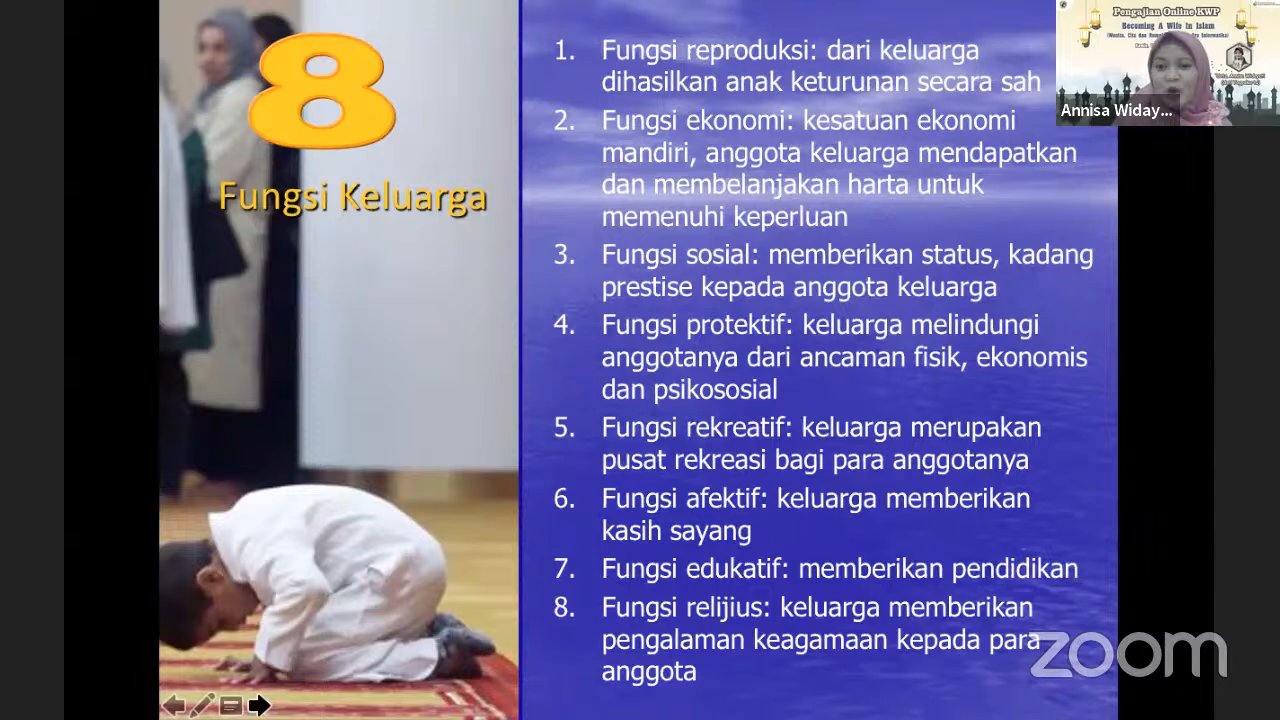 8
Fungsi Keluarga
1. Fungsi reproduksi: dari keluarga
dihasilkan anak keturunan secara sah
2. Fungsi ekonomi: kesatuan ekonomi
mandiri, anggota keluarga mendapatkan
dan membelanjakan harta untuk
memenuhi keperluan
3. Fungsi sosial: memberikan status, kadang
prestise kepada anggota keluarga
4. Fungsi protektif: keluarga melindungi
anggotanya dari ancaman fisik, ekonomis
dan psikososial
5. Fungsi rekreatif: keluarga merupakan
pusat rekreasi bagi para anggotanya
6. Fungsi afektif: keluarga memberikan
kasih sayang
7. Fungsi edukatif: memberikan pendidikan
8. Fungsi relijius: keluarga memberikan
pengalaman keagamaan kepada para
anggota
Pengajian Online KWP
Becoming A Wife In Islam
Annisa Widay...
zoom